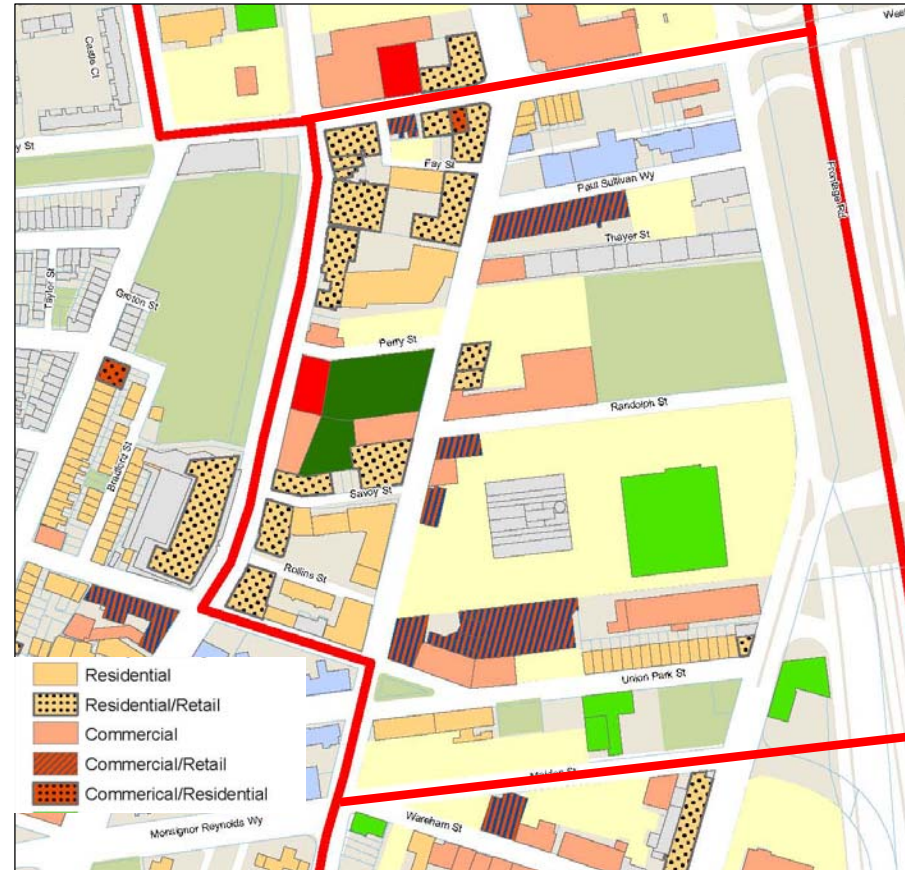 Castle Ct
West
y St
Fay St
Paul Sullivan Wy
Frontage Rd
Thayer St
Taylor St
Groton St
Perry St
Randolph St
Bradford St
Savoy St
Rollins St
Union Park St
Residential
Residential/Retail
Commercial
Commercial/Retail
Commerical/Residential
Malden St
Wareham St
Monsignor Reynolds Wy